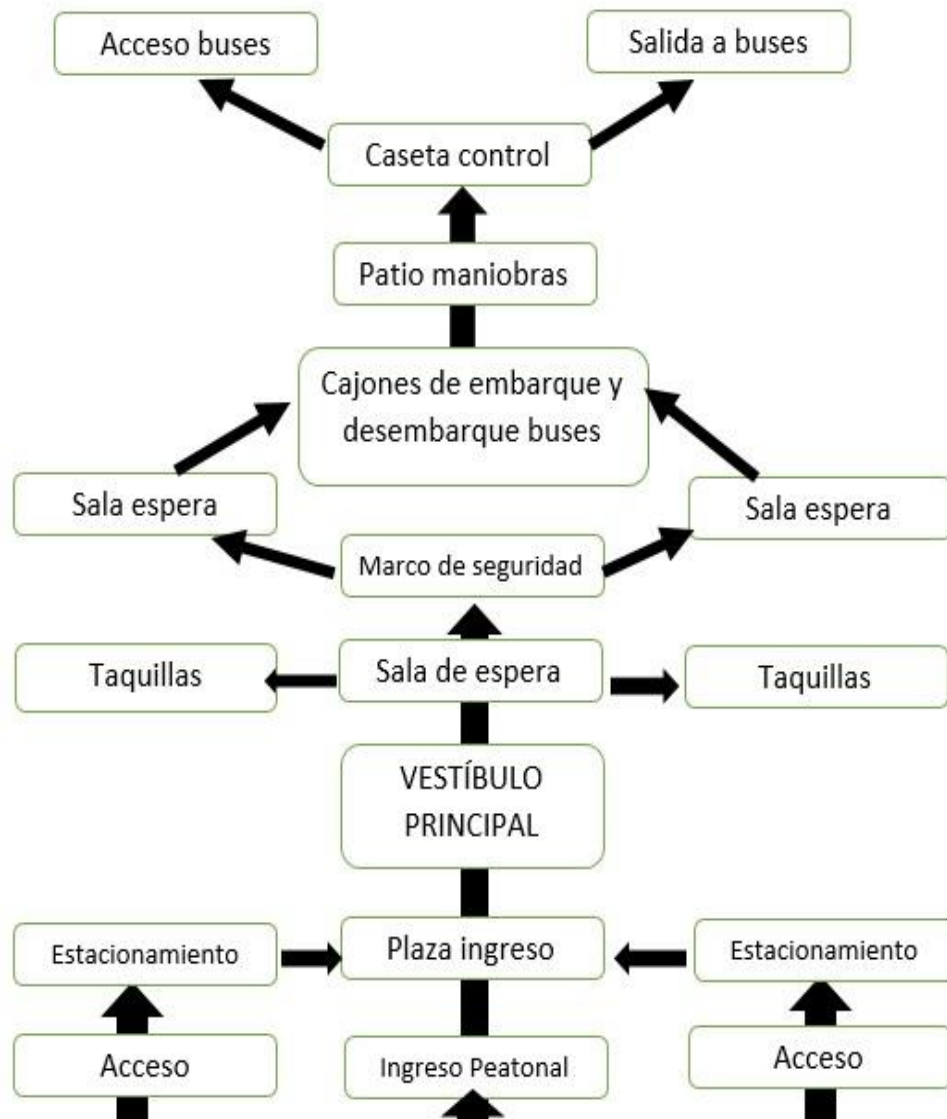 Acceso buses
Salida a buses
Caseta control
Patio maniobras
Cajones de embarque y
desembarque buses
Sala espera
Sala espera
Marco de seguridad
Taquillas
Sala de espera
Taquillas
VESTÍBULO
PRINCIPAL
Estacionamiento
Plaza ingreso
Estacionamiento
Acceso
Ingreso Peatonal
Acceso